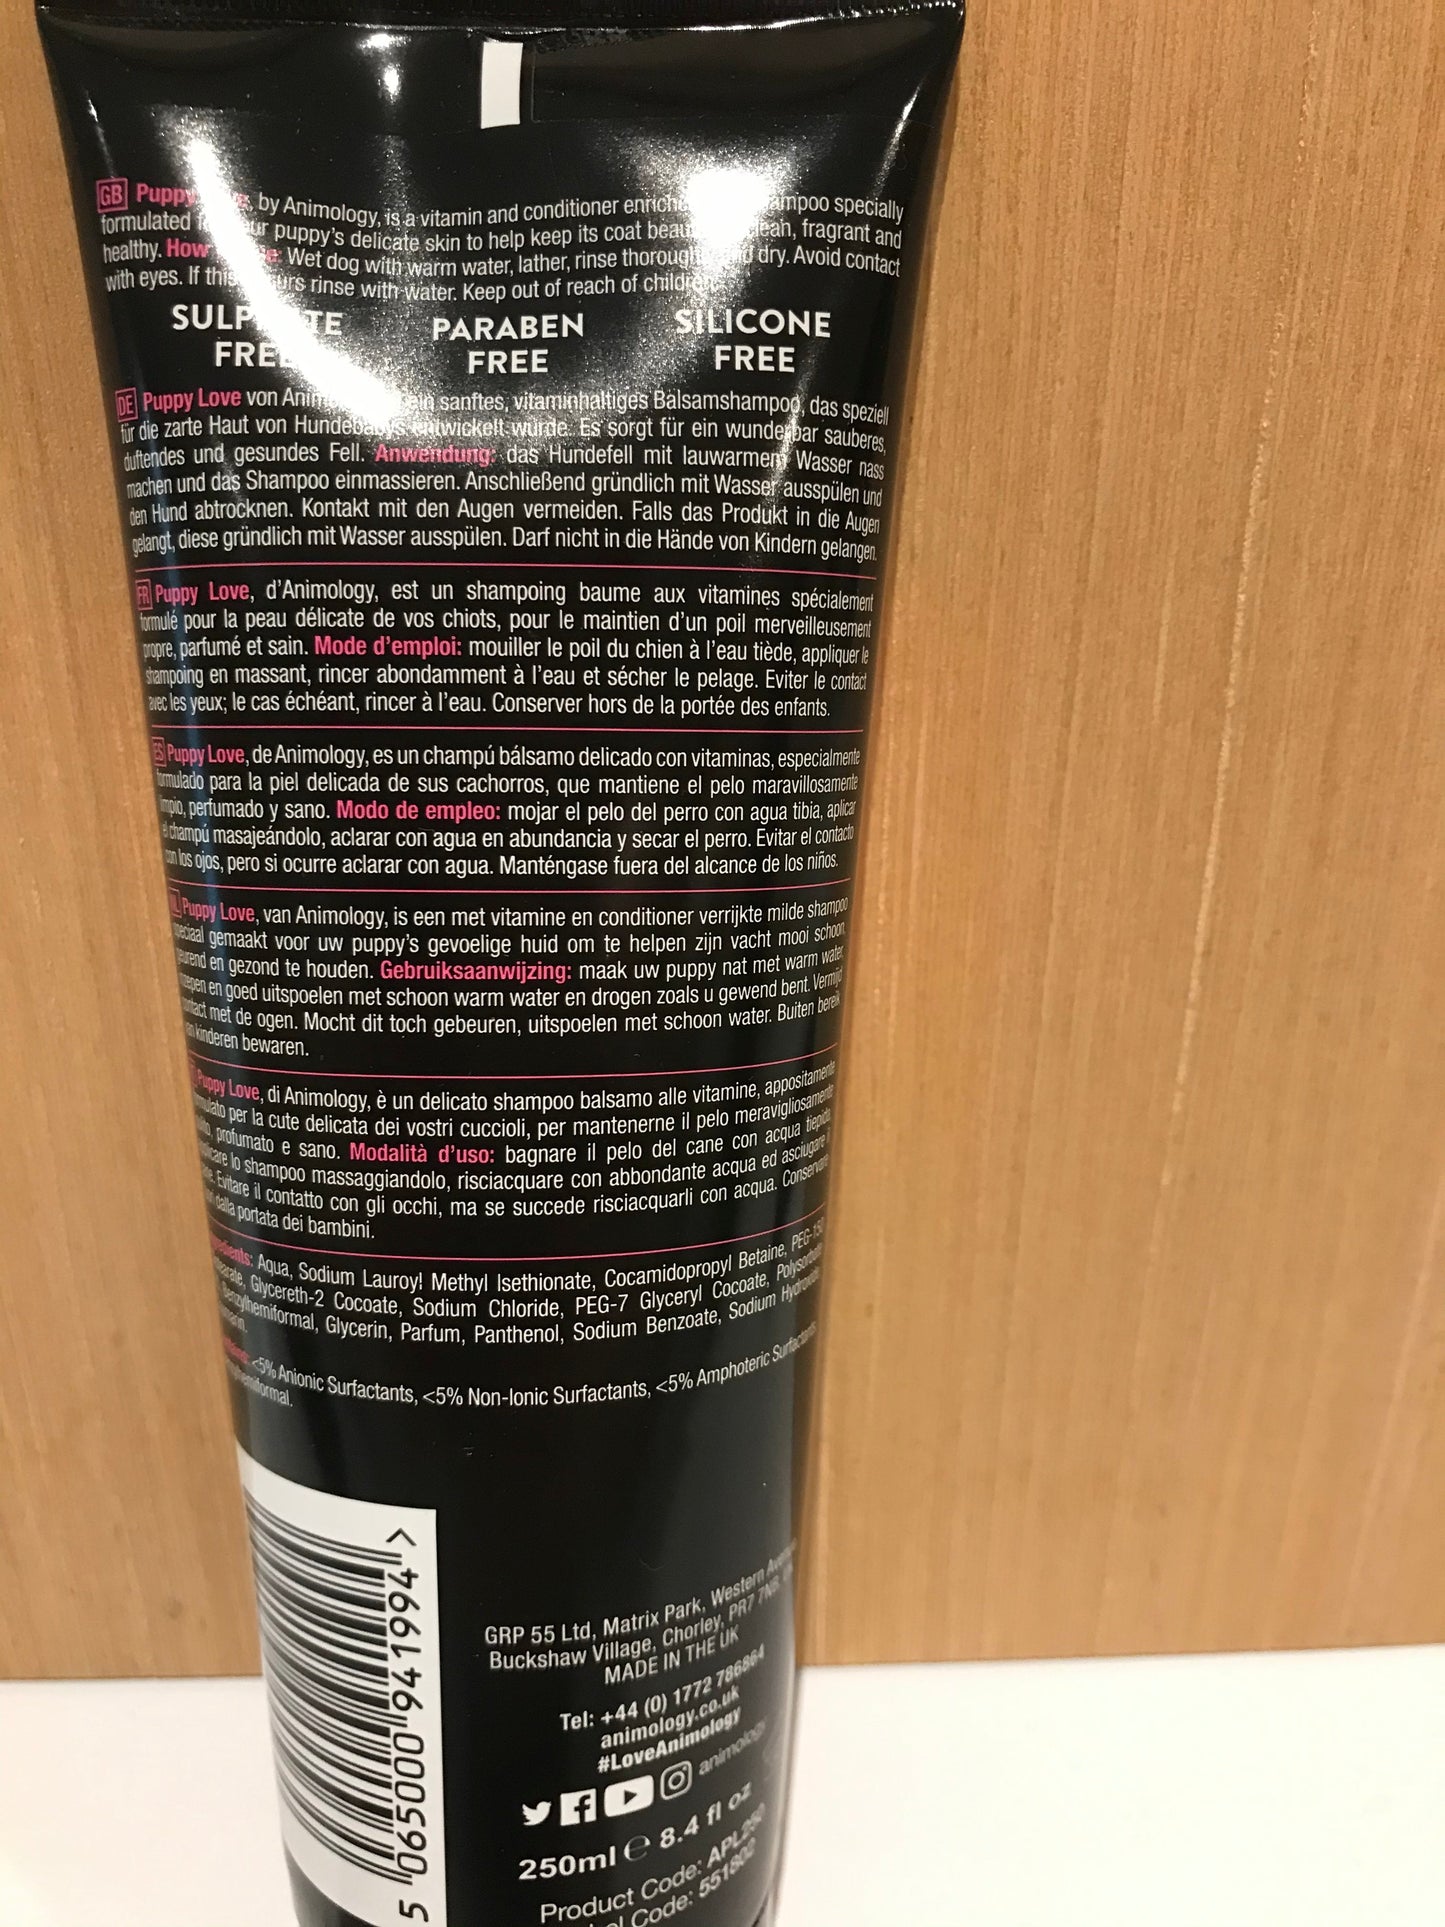 GB Puppy by Animology, is a vitamin and conditioner specially
formulated puppy's delicate skin to help keep its coat fragrant and
healthy. How Wet dog with warm water, lather, rinse dry. Avoid contact
with eyes. If this rinse with water. Keep out of reach of
FREE
PARABEN
FREE
SILICONE
FREE
DE Puppy Love von ein sanftes, vitaminhaltiges Balsamshampoo, das speziell
für die zarte Haut von Hundebabys entwickelt wurde. Es sorgt für ein wunderbar sauberes,
duftendes und gesundes Fell. Anwendung: das Hundefell mit lauwarmem Wasser nass
machen und das Shampoo einmassieren. Anschließend gründlich mit Wasser ausspülen und
den Hund abtrocknen. Kontakt mit den Augen vermeiden. Falls das Produkt in die Augen
gelangt, diese gründlich mit Wasser ausspülen. Darf nicht in die Hände von Kindern gelangen.
FR Puppy Love, d'Animology, est un shampoing baume aux vitamines spécialement
formulé pour la peau délicate de vos chiots, pour le maintien d'un poil merveilleusement
propre, parfumé et sain. Mode d'emploi: mouiller le poil du chien à l'eau tiède, appliquer le
shampoing en massant, rincer abondamment à l'eau et sécher le pelage. Eviter le contact
avec les yeux; le cas échéant, rincer à l'eau. Conserver hors de la portée des enfants.
ES Puppy Love, de Animology, es un champú bálsamo delicado con vitaminas, especialmente
formulado para la piel delicada de sus cachorros, que mantiene el pelo maravillosamente
limpio, perfumado y sano. Modo de empleo: mojar el pelo del perro con agua tibia, aplicar
el champú masajeándolo, aclarar con agua en abundancia y secar el perro. Evitar el contacto
con los ojos, pero si ocurre aclarar con agua. Manténgase fuera del alcance de los niños.
Puppy Love, van Animology, is een met vitamine en conditioner verrijkte milde shampoo
speciaal gemaakt voor uw puppy's gevoelige huid om te helpen zijn vacht mooi schoon,
geurend en gezond te houden. Gebruiksaanwijzing: maak uw puppy nat met warm water,
en goed uitspoelen met schoon warm water en drogen zoals u gewend bent. Vermijd
contact met de ogen. Mocht dit toch gebeuren, uitspoelen met schoon water. Buiten bereik
van kinderen bewaren.
Puppy Love, di Animology, è un delicato shampoo balsamo alle vitamine, appositamente
per la cute delicata dei vostri cuccioli, per mantenerne il pelo meravigliosamente
profumato e sano. Modalità d'uso: bagnare il pelo del cane con acqua tiepida,
lo shampoo massaggiandolo, risciacquare con abbondante acqua ed asciugare il
Evitare il contatto con gli occhi, ma se succede risciacquarli con acqua. Conservare
dalla portata dei bambini.
Aqua, Sodium Lauroyl Methyl Isethionate, Cocamidopropyl Betaine, PEG-150
Glycereth-2 Cocoate, Sodium Chloride, PEG-7 Glyceryl Cocoate, Polysorbate
Benzylhemiformal, Glycerin, Parfum, Panthenol, Sodium Benzoate, Sodium Hydroxide,
<5% Anionic Surfactants, <5% Non-Ionic Surfactants, <5% Amphoteric Surfactants,
GRP 55 Ltd, Matrix Park, Western Avenue
Buckshaw Village, Chorley, PR7 7NB,
MADE IN THE UK
Tel: +44 (0) 1772 786864
animology.co.uk
#LoveAnimology
animology
250ml e 8.4 fl oz
Product Code: APL250
Code: 551802
5 065000 941994 >